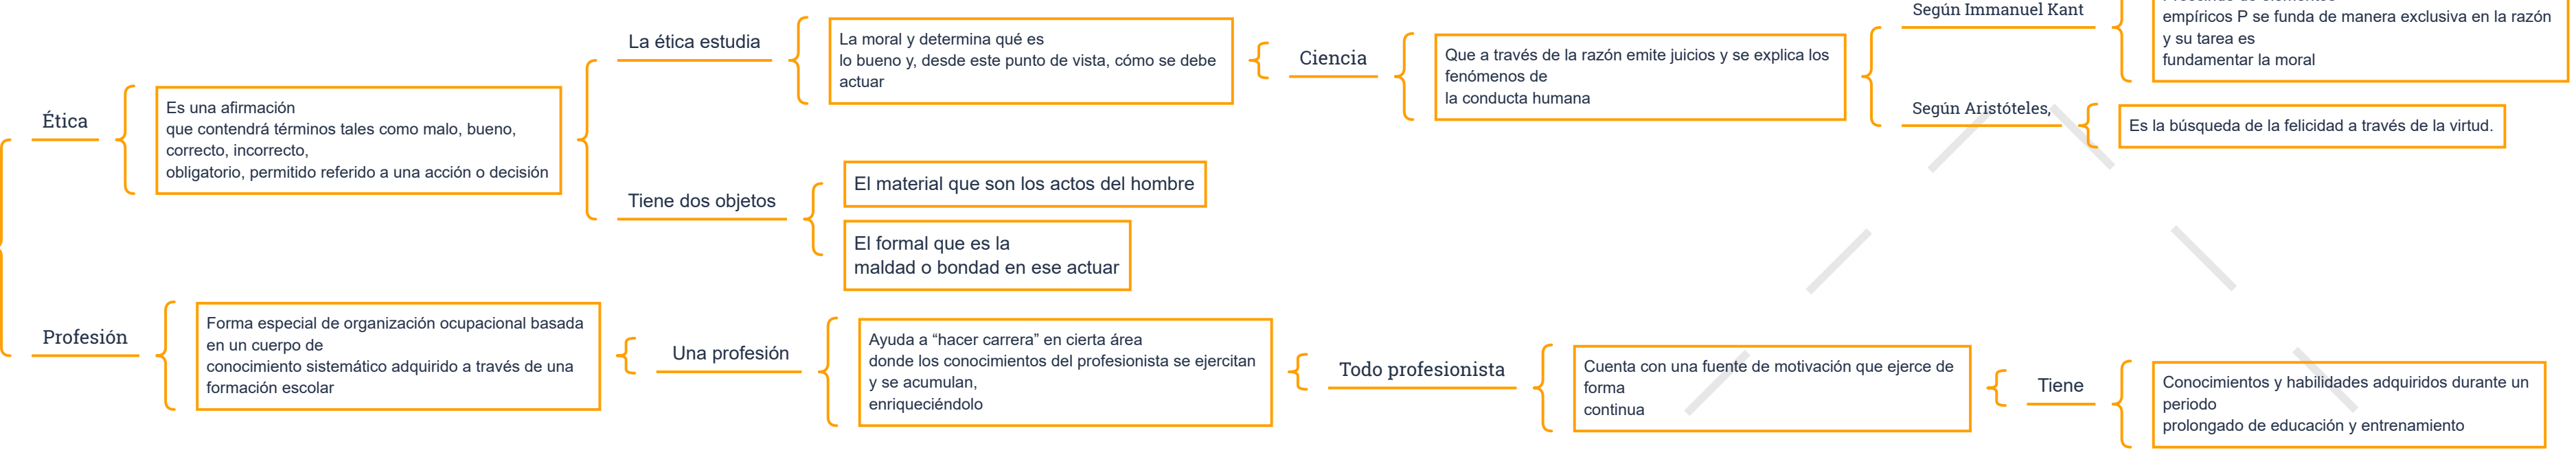 Ética
Es una afirmación
que contendrá términos tales como malo, bueno,
correcto, incorrecto,
obligatorio, permitido referido a una acción o decisión
La ética estudia
La moral y determina qué es
lo bueno y, desde este punto de vista, cómo se debe
actuar
Ciencia
Que a través de la razón emite juicios y se explica los
fenómenos de
la conducta humana
Según Immanuel Kant
empíricos P se funda de manera exclusiva en la razón
y su tarea es
fundamentar la moral
Según Aristóteles,
Es la búsqueda de la felicidad a través de la virtud.
Tiene dos objetos
El material que son los actos del hombre
El formal que es la
maldad o bondad en ese actuar
Profesión
Forma especial de organización ocupacional basada
en un cuerpo de
conocimiento sistemático adquirido a través de una
formación escolar
Una profesión
Ayuda a “hacer carrera” en cierta área
donde los conocimientos del profesionista se ejercitan
y se acumulan,
enriqueciéndolo
Todo profesionista
Cuenta con una fuente de motivación que ejerce de
forma
continua
Tiene
Conocimientos y habilidades adquiridos durante un
periodo
prolongado de educación y entrenamiento